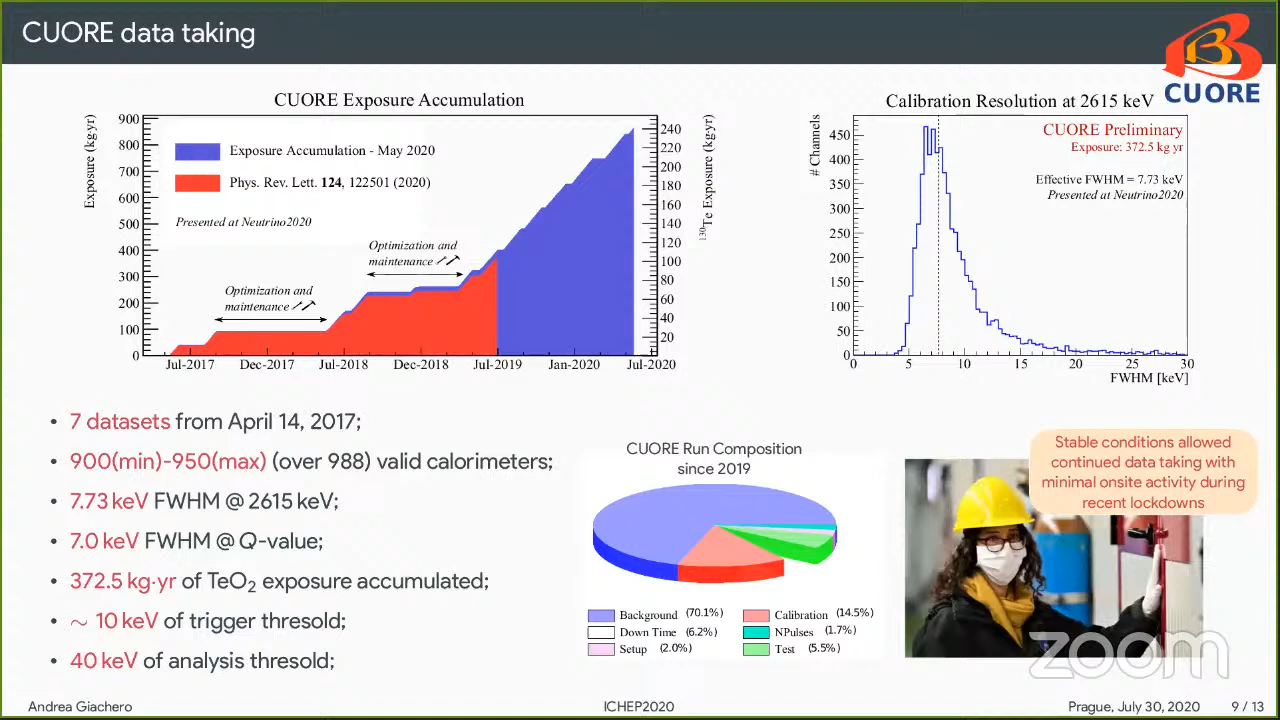 CUORE data taking
CUORE
CUORE Exposure Accumulation
Exposure (kg·yr)
900
800
700
600
500
400
300
200
100
0
Exposure Accumulation - May 2020
Phys. Rev. Lett. 124, 122501 (2020)
Presented at Neutrino2020
Optimization and
maintenance
Optimization and
maintenance
240
220
200
180
160
140
120
100
80
60
40
20
¹³⁰Te Exposure (kg·yr)
Jul-2017 Dec-2017 Jul-2018 Dec-2018 Jul-2019 Jan-2020 Jul-2020
Calibration Resolution at 2615 keV
# Channels
450
400
350
300
250
200
150
100
50
0
CUORE Preliminary
Exposure: 372.5 kg yr
Effective FWHM = 7.73 keV
Presented at Neutrino2020
0 5 10 15 20 25 30
FWHM [keV]
• 7 datasets from April 14, 2017;
• 900(min)-950(max) (over 988) valid calorimeters;
• 7.73 keV FWHM @ 2615 keV;
• 7.0 keV FWHM @ Q-value;
• 372.5 kg·yr of TeO₂ exposure accumulated;
• ∼ 10 keV of trigger thresold;
• 40 keV of analysis thresold;
CUORE Run Composition
since 2019
Background (70.1%) Calibration (14.5%)
Down Time (6.2%) NPulses (1.7%)
Setup (2.0%) Test (5.5%)
Stable conditions allowed
continued data taking with
minimal onsite activity during
recent lockdowns
zoom
Andrea Giachero ICHEP2020 Prague, July 30, 2020 9 / 13